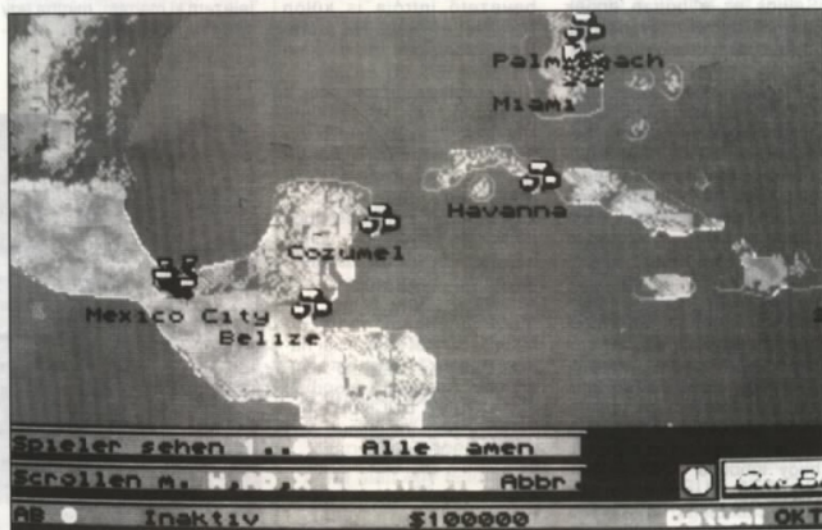 Palm Beach
Miami
Havanna
Cozumel
Mexico City
Belize
Spieler sehen 1.. Alle amen
Scrollen m. W,A,D,X Abbr.
AB Inaktiv $100000 Datum: OKT